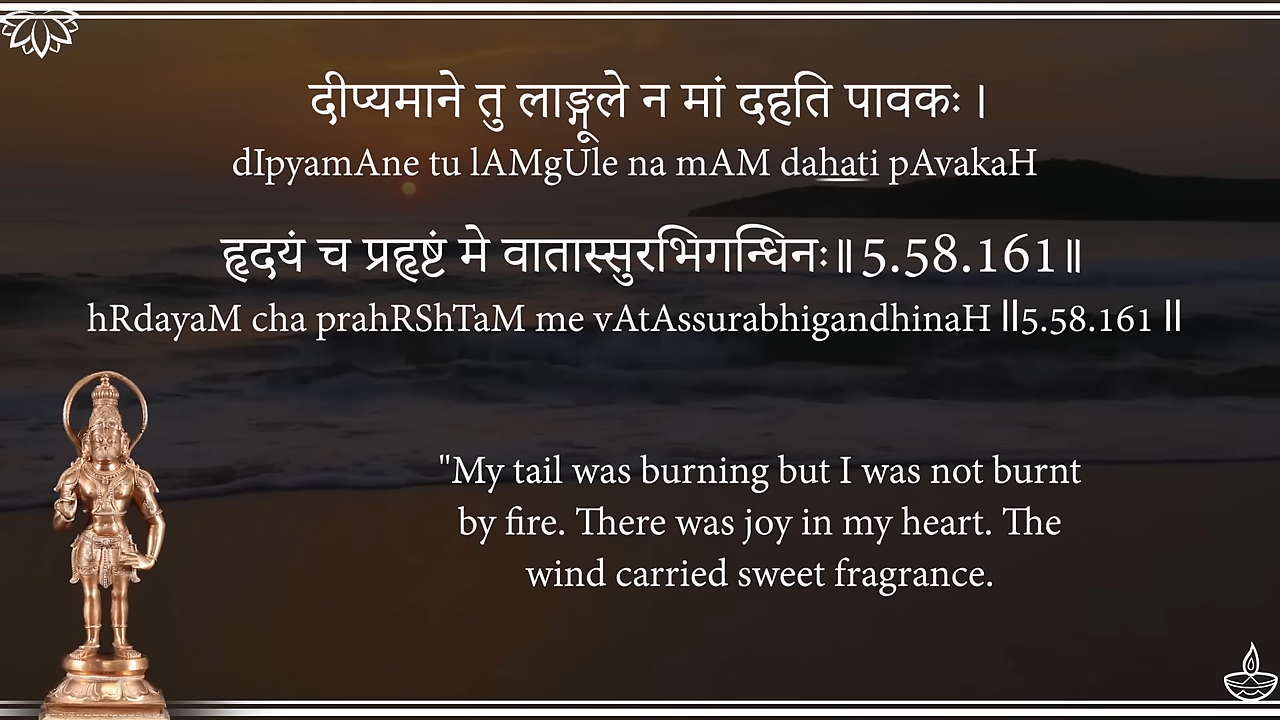 दीप्यमाने तु लाङ्गूले न मां दहति पावकः ।
dIpyamAne tu lAMgUle na mAM dahati pAvakaH
हृदयं च प्रहृष्टं मे वातास्सुरभिगन्धिनः॥5.58.161॥
hRdayaM cha prahRShTaM me vAtAssurabhigandhinaH ||5.58.161 ||
"My tail was burning but I was not burnt
by fire. There was joy in my heart. The
wind carried sweet fragrance.